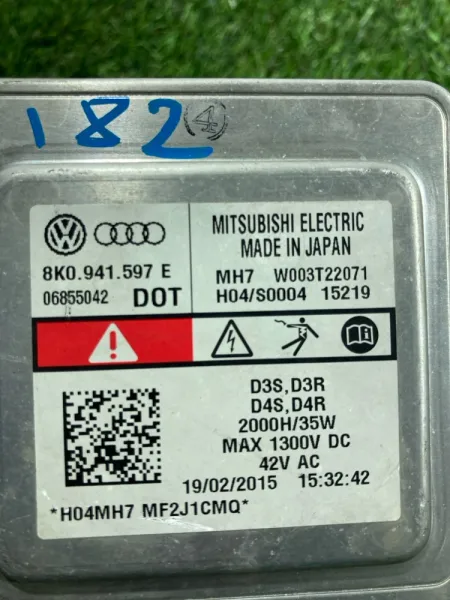 182 4
8K0.941.597 E
06855042 DOT
MITSUBISHI ELECTRIC
MADE IN JAPAN
MH7 W003T22071
H04/S0004 15219
D3S,D3R
D4S,D4R
2000H/35W
MAX 1300V DC
42V AC
19/02/2015 15:32:42
*H04MH7 MF2J1CMQ*